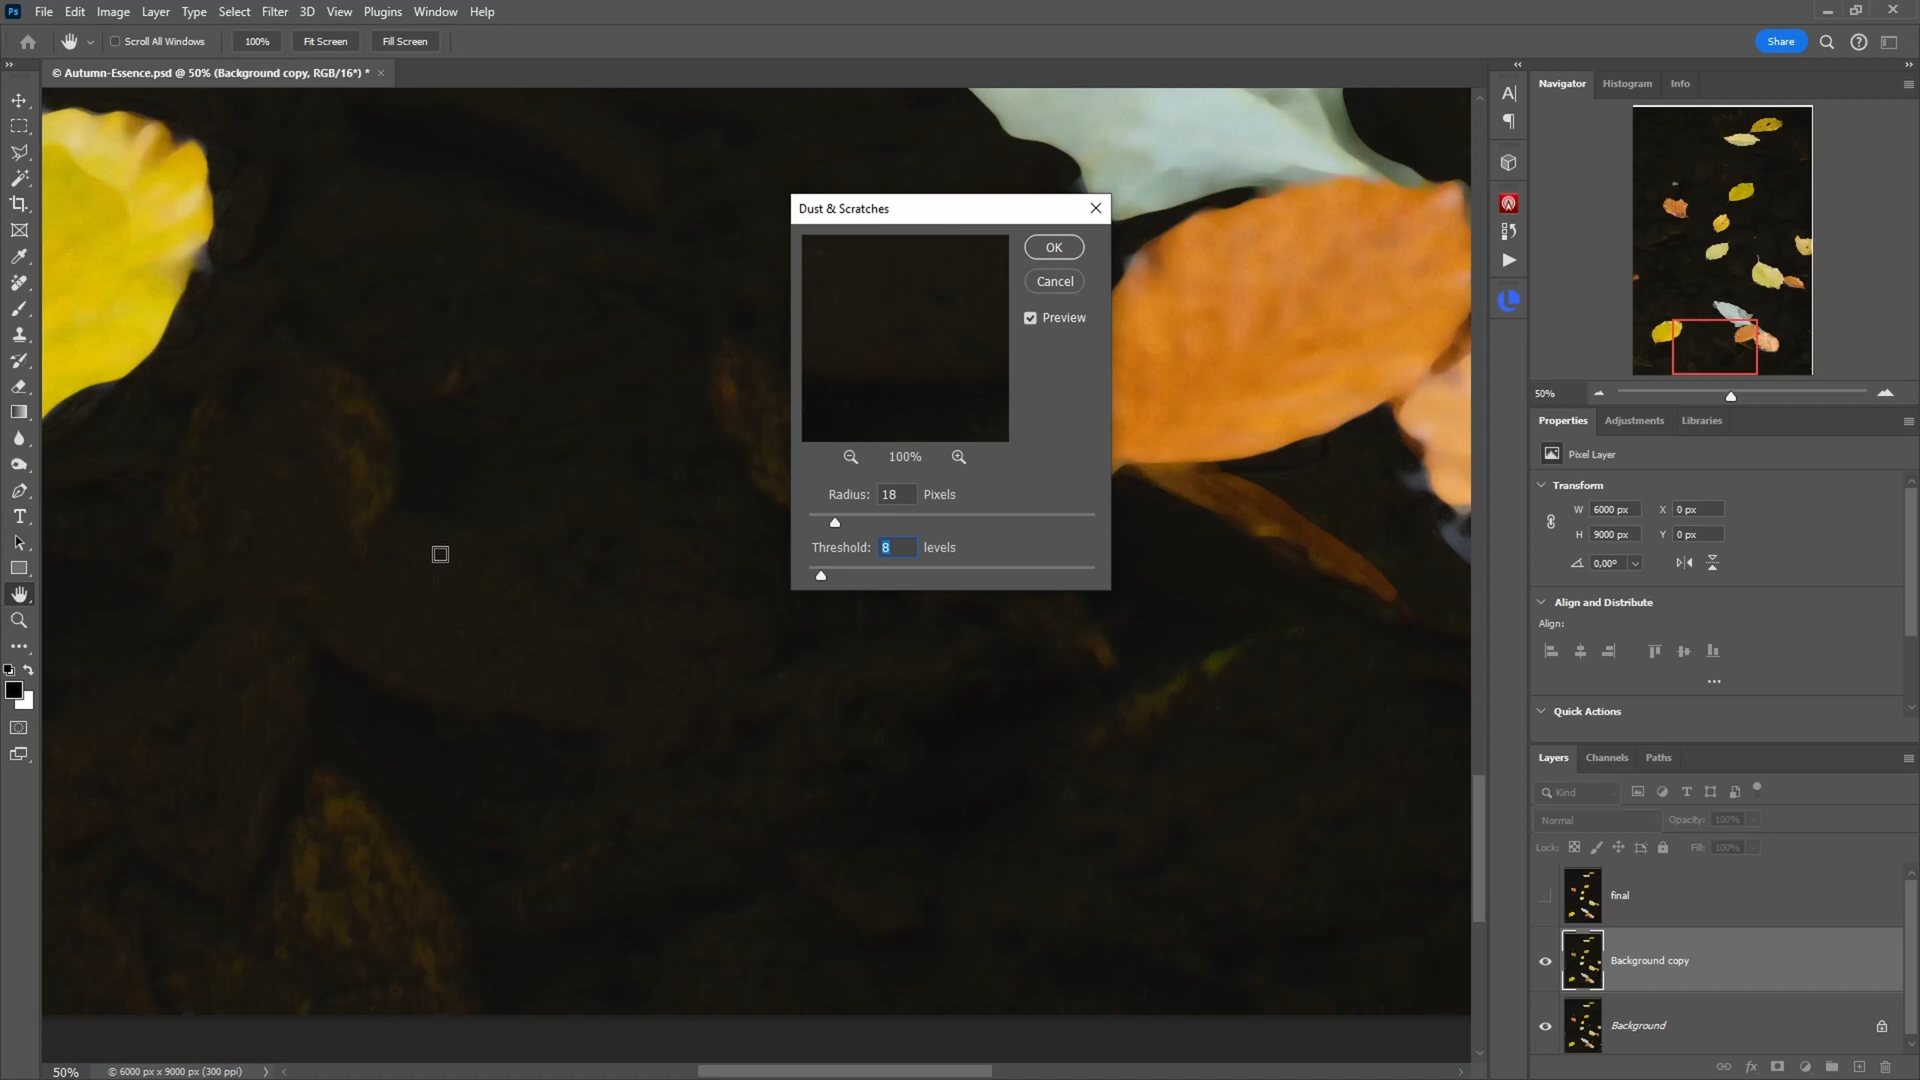 Ps File Edit Image Layer Type Select Filter 3D View Plugins Window Help
Scroll All Windows 100% Fit Screen Fill Screen Share
© Autumn-Essence.psd @ 50% (Background copy, RGB/16*) * ×
Navigator Histogram Info
Dust & Scratches
OK
Cancel
Preview
100%
Radius: 18 Pixels
Threshold: 8 levels
50%
Properties Adjustments Libraries
Pixel Layer
Transform
W 6000 px X 0 px
H 9000 px Y 0 px
0,00°
Align and Distribute
Align:
Quick Actions
Layers Channels Paths
Kind
Normal Opacity: 100%
Lock: Fill: 100%
final
Background copy
Background
50% © 6000 px x 9000 px (300 ppi)